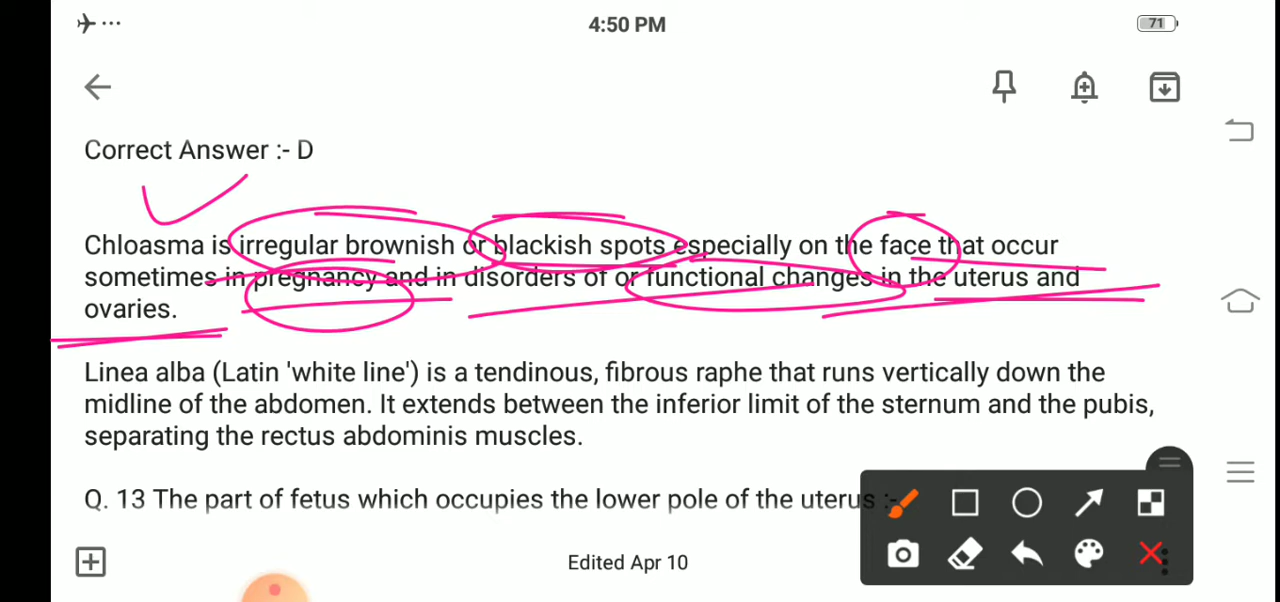 4:50 PM
71
Correct Answer :- D
Chloasma is irregular brownish or blackish spots especially on the face that occur
sometimes in pregnancy and in disorders of or functional changes in the uterus and
ovaries.
Linea alba (Latin 'white line') is a tendinous, fibrous raphe that runs vertically down the
midline of the abdomen. It extends between the inferior limit of the sternum and the pubis,
separating the rectus abdominis muscles.
Q. 13 The part of fetus which occupies the lower pole of the uterus :-
Edited Apr 10